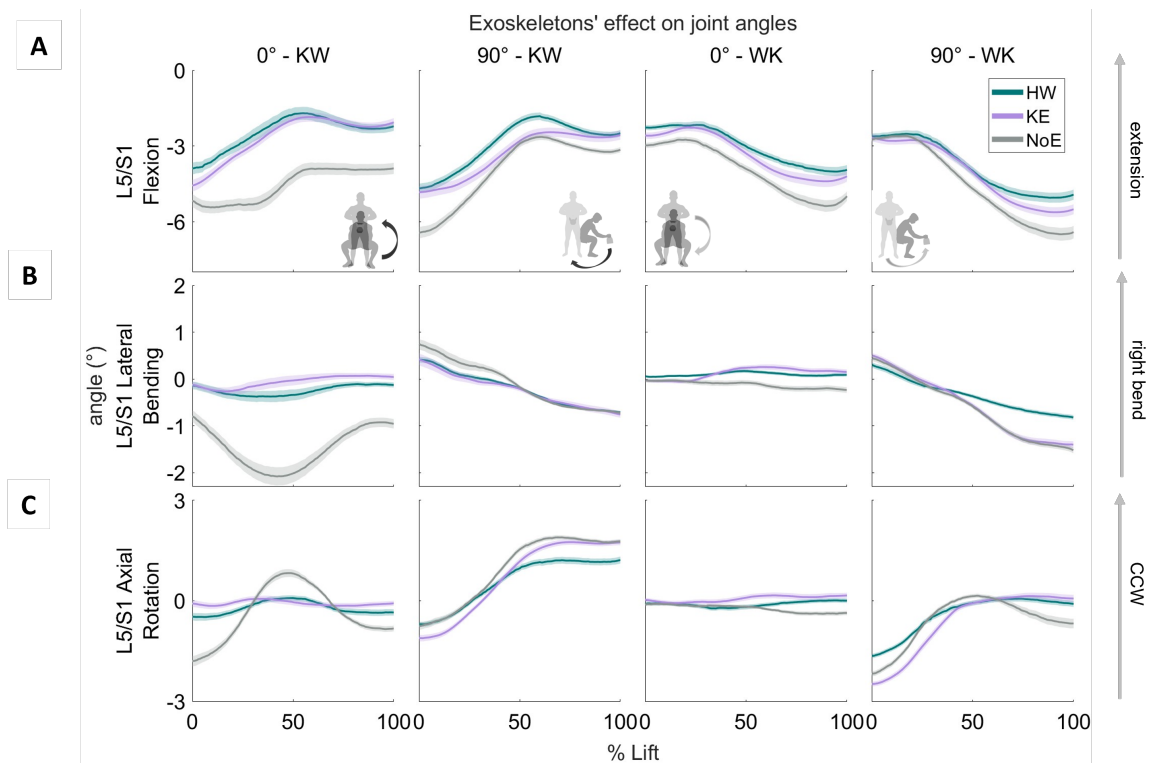 A
Exoskeletons' effect on joint angles
0° - KW
90° - KW
0° - WK
90° - WK
0
-3
-6
L5/S1
Flexion
HW
KE
NoE
extension
B
2
1
0
-1
-2
angle (°)
L5/S1 Lateral
Bending
right bend
C
3
0
-3
L5/S1 Axial
Rotation
CCW
0 50 100
0 50 100
0 50 100
0 50 100
% Lift